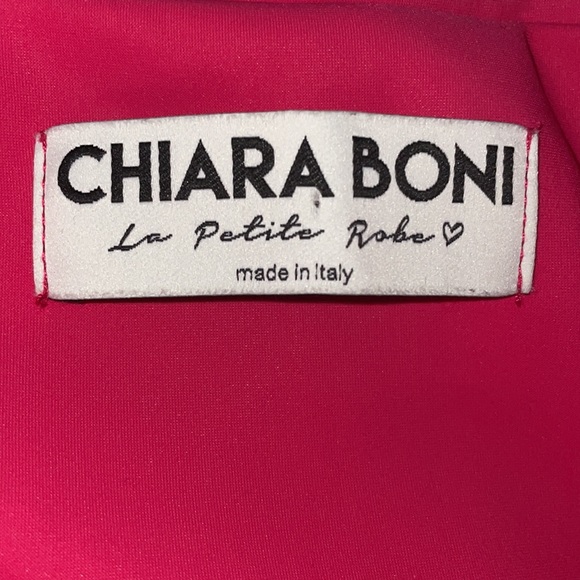 CHIARA BONI
La Petite Robe♡
made in Italy